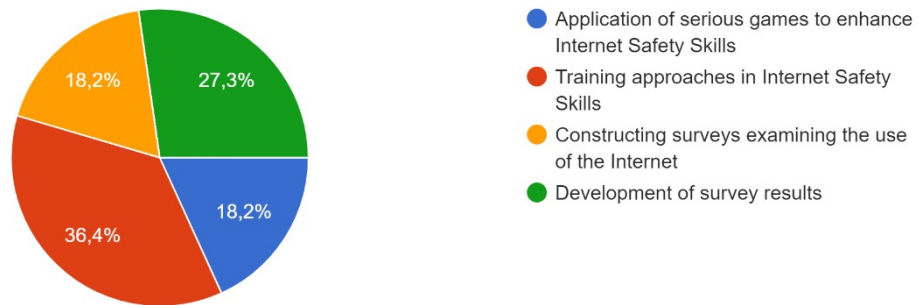 18,2%
27,3%
36,4%
18,2%
Application of serious games to enhance
Internet Safety Skills
Training approaches in Internet Safety
Skills
Constructing surveys examining the use
of the Internet
Development of survey results